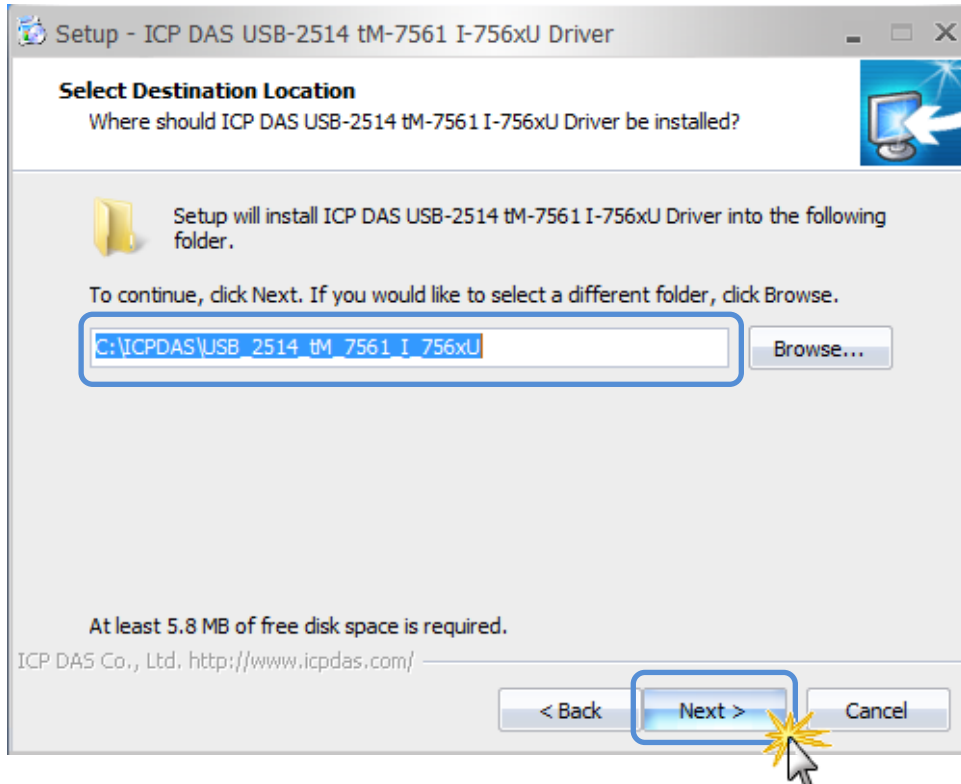 Setup - ICP DAS USB-2514 tM-7561 I-756xU Driver
Select Destination Location
Where should ICP DAS USB-2514 tM-7561 I-756xU Driver be installed?
Setup will install ICP DAS USB-2514 tM-7561 I-756xU Driver into the following
folder.
To continue, click Next. If you would like to select a different folder, click Browse.
C:\ICPDAS\USB_2514_tM_7561_I_756xU
Browse...
At least 5.8 MB of free disk space is required.
ICP DAS Co., Ltd. http://www.icpdas.com/
< Back
Next >
Cancel